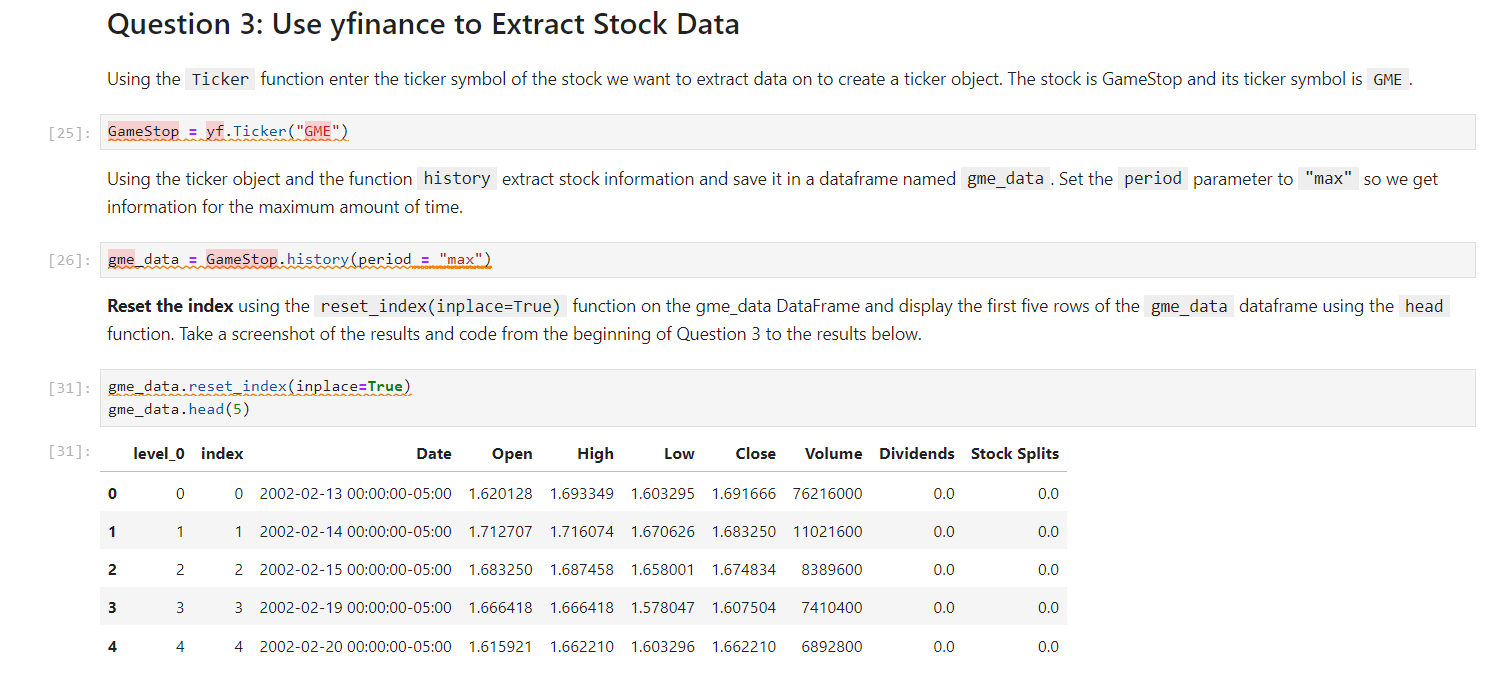 Question 3: Use yfinance to Extract Stock Data
Using the Ticker function enter the ticker symbol of the stock we want to extract data on to create a ticker object. The stock is GameStop and its ticker symbol is GME .
[25]: GameStop = yf.Ticker("GME")
Using the ticker object and the function history extract stock information and save it in a dataframe named gme_data . Set the period parameter to "max" so we get
information for the maximum amount of time.
[26]: gme_data = GameStop.history(period = "max")
Reset the index using the reset_index(inplace=True) function on the gme_data DataFrame and display the first five rows of the gme_data dataframe using the head
function. Take a screenshot of the results and code from the beginning of Question 3 to the results below.
[31]: gme_data.reset_index(inplace=True)
gme_data.head(5)
[31]: level_0 index Date Open High Low Close Volume Dividends Stock Splits
0 0 0 2002-02-13 00:00:00-05:00 1.620128 1.693349 1.603295 1.691666 76216000 0.0 0.0
1 1 1 2002-02-14 00:00:00-05:00 1.712707 1.716074 1.670626 1.683250 11021600 0.0 0.0
2 2 2 2002-02-15 00:00:00-05:00 1.683250 1.687458 1.658001 1.674834 8389600 0.0 0.0
3 3 3 2002-02-19 00:00:00-05:00 1.666418 1.666418 1.578047 1.607504 7410400 0.0 0.0
4 4 4 2002-02-20 00:00:00-05:00 1.615921 1.662210 1.603296 1.662210 6892800 0.0 0.0